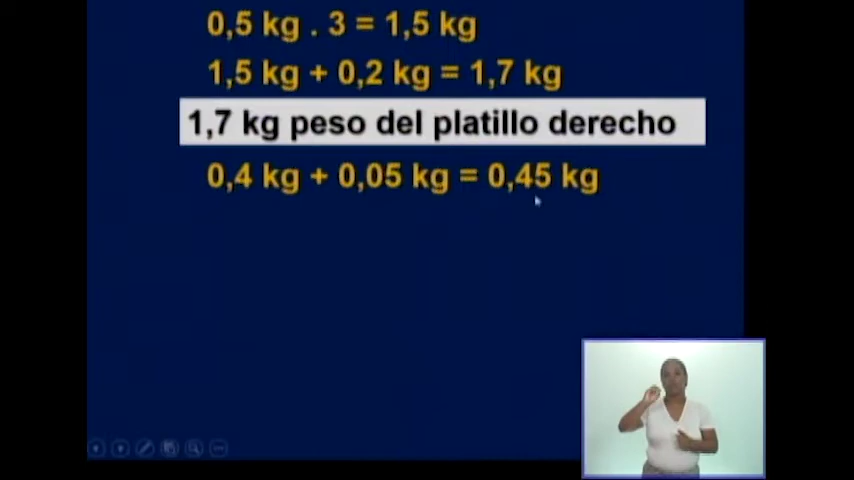 0,5 kg . 3 = 1,5 kg
1,5 kg + 0,2 kg = 1,7 kg
1,7 kg peso del platillo derecho
0,4 kg + 0,05 kg = 0,45 kg